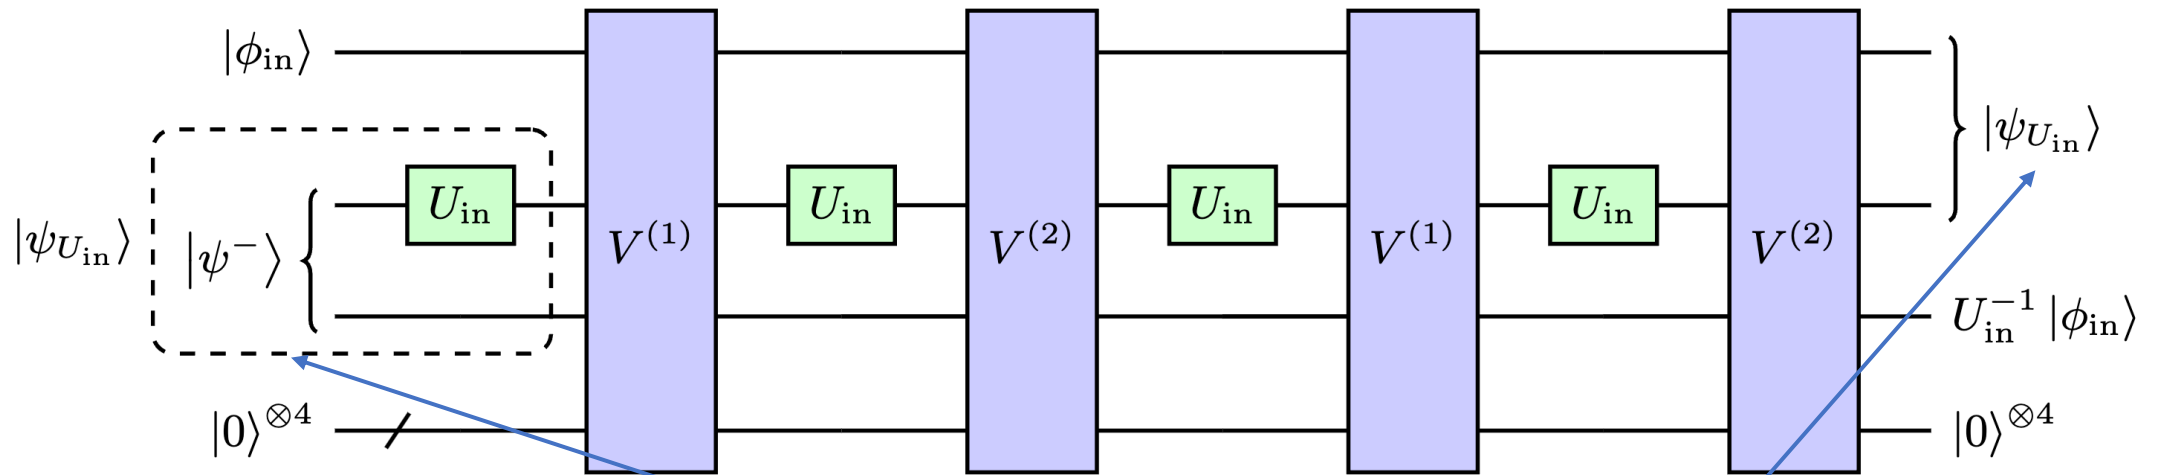 |ϕ_in⟩
|ψ_{U_in}⟩
|ψ⁻⟩
|0⟩^{⊗4}
U_in
V^{(1)}
U_in
V^{(2)}
U_in
V^{(1)}
U_in
V^{(2)}
|ψ_{U_in}⟩
U_in^{-1} |ϕ_in⟩
|0⟩^{⊗4}